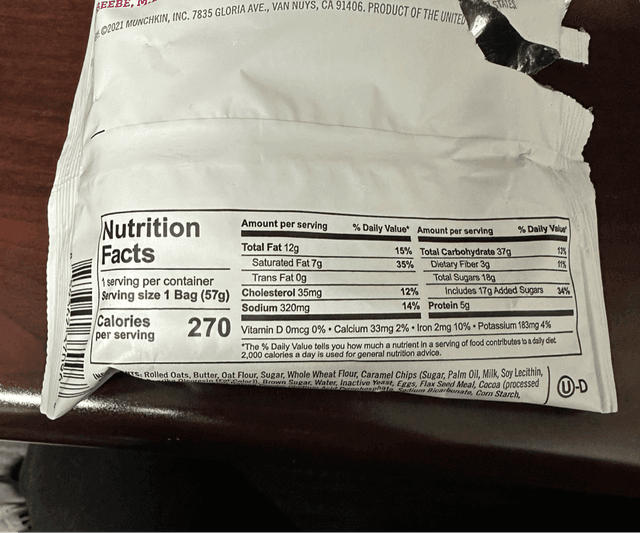 BEEBE, M.
©2021 MUNCHKIN, INC. 7835 GLORIA AVE., VAN NUYS, CA 91406. PRODUCT OF THE UNITED STATES
Nutrition
Facts
1 serving per container
Serving size 1 Bag (57g)
Calories
per serving
270
Amount per serving % Daily Value*
Total Fat 12g 15%
Saturated Fat 7g 35%
Trans Fat 0g
Cholesterol 35mg 12%
Sodium 320mg 14%
Amount per serving % Daily Value*
Total Carbohydrate 37g 13%
Dietary Fiber 3g 11%
Total Sugars 18g
Includes 17g Added Sugars 34%
Protein 5g
Vitamin D 0mcg 0% • Calcium 33mg 2% • Iron 2mg 10% • Potassium 183mg 4%
*The % Daily Value tells you how much a nutrient in a serving of food contributes to a daily diet.
2,000 calories a day is used for general nutrition advice.
Rolled Oats, Butter, Oat Flour, Sugar, Whole Wheat Flour, Caramel Chips (Sugar, Palm Oil, Milk, Soy Lecithin,
Brown Sugar, Water, Inactive Yeast, Eggs, Flax Seed Meal, Cocoa (processed
Sodium Bicarbonate, Corn Starch,
U-D